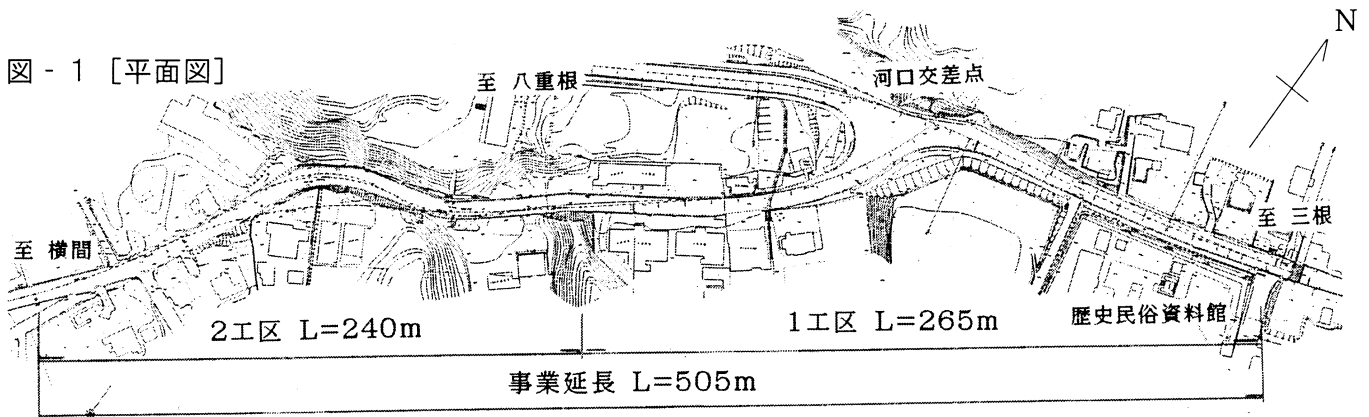 N
図 - 1 [平面図]
至 八重根
河口交差点
至 横間
至 三根
2工区 L=240m
1工区 L=265m
歴史民俗資料館
事業延長 L=505m